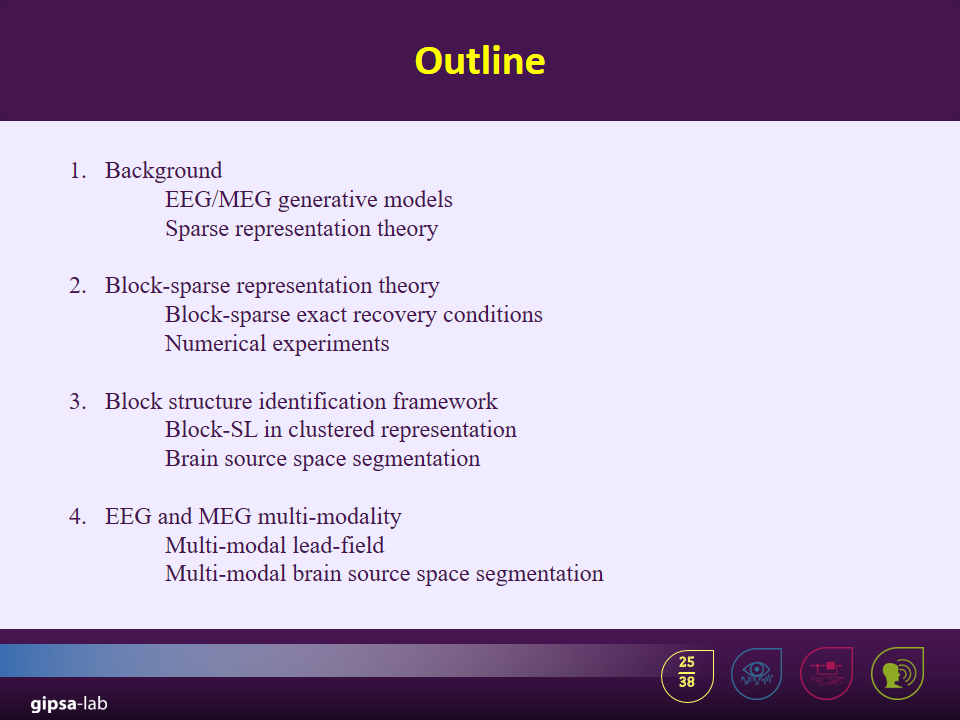 Outline
1. Background
EEG/MEG generative models
Sparse representation theory
2. Block-sparse representation theory
Block-sparse exact recovery conditions
Numerical experiments
3. Block structure identification framework
Block-SL in clustered representation
Brain source space segmentation
4. EEG and MEG multi-modality
Multi-modal lead-field
Multi-modal brain source space segmentation
25
38
gipsa-lab